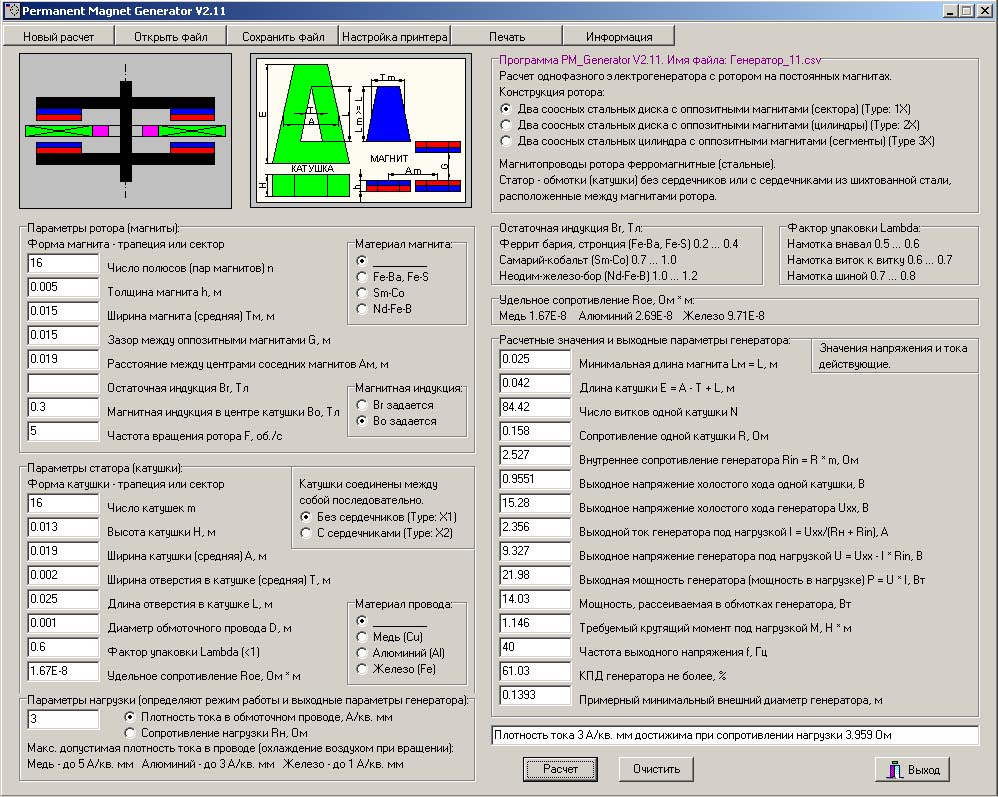 Permanent Magnet Generator V2.11
Новый расчет
Открыть файл
Сохранить файл
Настройка принтера
Печать
Информация
E
T
A
L
Lm >= L
Tm
МАГНИТ
КАТУШКА
H
h
Am
G
Программа PM_Generator V2.11. Имя файла: Генератор_11.csv
Расчет однофазного электрогенератора с ротором на постоянных магнитах.
Конструкция ротора:
Два соосных стальных диска с оппозитными магнитами (сектора) (Type: 1X)
Два соосных стальных диска с оппозитными магнитами (цилиндры) (Type: 2X)
Два соосных стальных цилиндра с оппозитными магнитами (сегменты) (Type 3X)
Магнитопроводы ротора ферромагнитные (стальные).
Статор - обмотки (катушки) без сердечников или с сердечниками из шихтованной стали,
расположенные между магнитами ротора.
Параметры ротора (магниты):
Форма магнита - трапеция или сектор
16
Число полюсов (пар магнитов) n
0.005
Толщина магнита h, м
0.015
Ширина магнита (средняя) Tм, м
0.015
Зазор между оппозитными магнитами G, м
0.019
Расстояние между центрами соседних магнитов Aм, м
Остаточная индукция Br, Тл
0.3
Магнитная индукция в центре катушки Bo, Тл
5
Частота вращения ротора F, об./с
Материал магнита:
Fe-Ba, Fe-S
Sm-Co
Nd-Fe-B
Магнитная индукция:
Br задается
Bo задается
Остаточная индукция Br, Тл:
Феррит бария, стронция (Fe-Ba, Fe-S) 0.2 ... 0.4
Самарий-кобальт (Sm-Co) 0.7 ... 1.0
Неодим-железо-бор (Nd-Fe-B) 1.0 ... 1.2
Фактор упаковки Lambda:
Намотка внавал 0.5 ... 0.6
Намотка виток к витку 0.6 ... 0.7
Намотка шиной 0.7 ... 0.8
Удельное сопротивление Roe, Ом * м:
Медь 1.67E-8 Алюминий 2.69E-8 Железо 9.71E-8
Параметры статора (катушки):
Форма катушки - трапеция или сектор
16
Число катушек m
0.013
Высота катушки H, м
0.019
Ширина катушки (средняя) A, м
0.002
Ширина отверстия в катушке (средняя) T, м
0.025
Длина отверстия в катушке L, м
0.001
Диаметр обмоточного провода D, м
0.6
Фактор упаковки Lambda (<1)
1.67E-8
Удельное сопротивление Roe, Ом * м
Катушки соединены между
собой последовательно.
Без сердечников (Type: X1)
С сердечниками (Type: X2)
Материал провода:
Медь (Cu)
Алюминий (Al)
Железо (Fe)
Параметры нагрузки (определяют режим работы и выходные параметры генератора):
3
Плотность тока в обмоточном проводе, А/кв. мм
Сопротивление нагрузки Rн, Ом
Макс. допустимая плотность тока в проводе (охлаждение воздухом при вращении):
Медь - до 5 А/кв. мм Алюминий - до 3 А/кв. мм Железо - до 1 А/кв. мм
Расчетные значения и выходные параметры генератора:
Значения напряжения и тока
действующие.
0.025
Минимальная длина магнита Lм = L, м
0.042
Длина катушки E = A - T + L, м
84.42
Число витков одной катушки N
0.158
Сопротивление одной катушки R, Ом
2.527
Внутреннее сопротивление генератора Rin = R * m, Ом
0.9551
Выходное напряжение холостого хода одной катушки, В
15.28
Выходное напряжение холостого хода генератора Uхх, В
2.356
Выходной ток генератора под нагрузкой I = Uхх/(Rн + Rin), А
9.327
Выходное напряжение генератора под нагрузкой U = Uхх - I * Rin, В
21.98
Выходная мощность генератора (мощность в нагрузке) P = U * I, Вт
14.03
Мощность, рассеиваемая в обмотках генератора, Вт
1.146
Требуемый крутящий момент под нагрузкой M, Н * м
40
Частота выходного напряжения f, Гц
61.03
КПД генератора не более, %
0.1393
Примерный минимальный внешний диаметр генератора, м
Плотность тока 3 А/кв. мм достижима при сопротивлении нагрузки 3.959 Ом
Расчет
Очистить
Выход